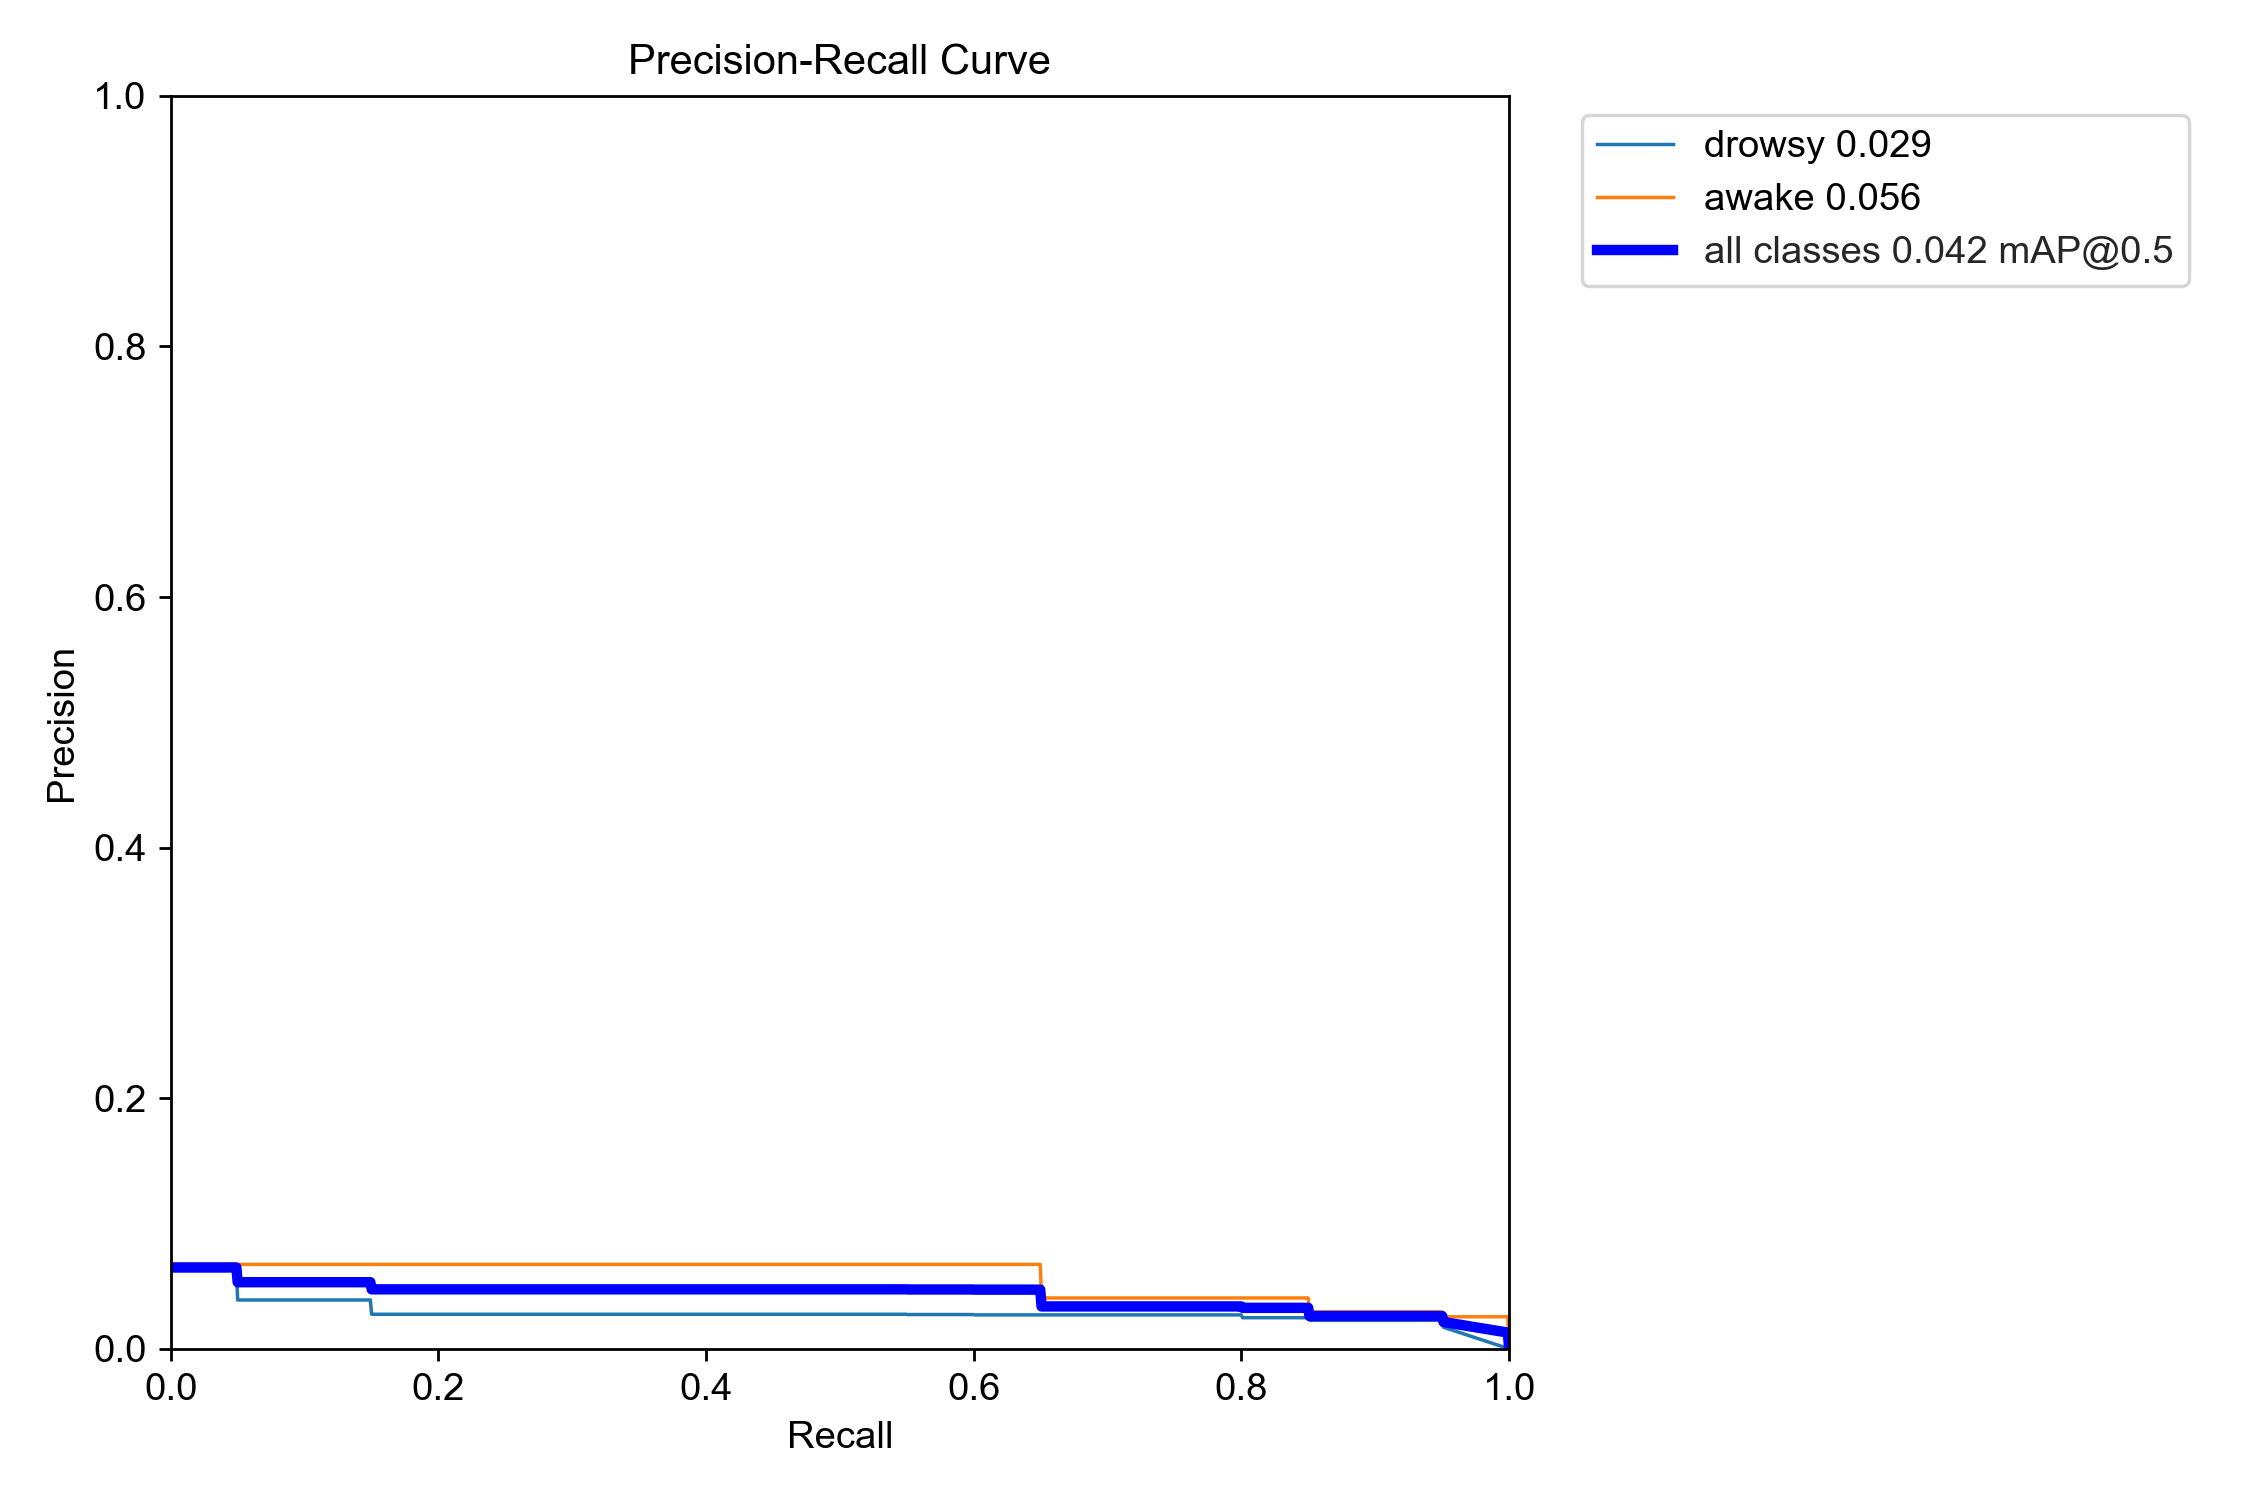 Precision-Recall Curve
1.0
0.8
0.6
0.4
0.2
0.0
Precision
0.0 0.2 0.4 0.6 0.8 1.0
Recall
drowsy 0.029
awake 0.056
all classes 0.042 mAP@0.5